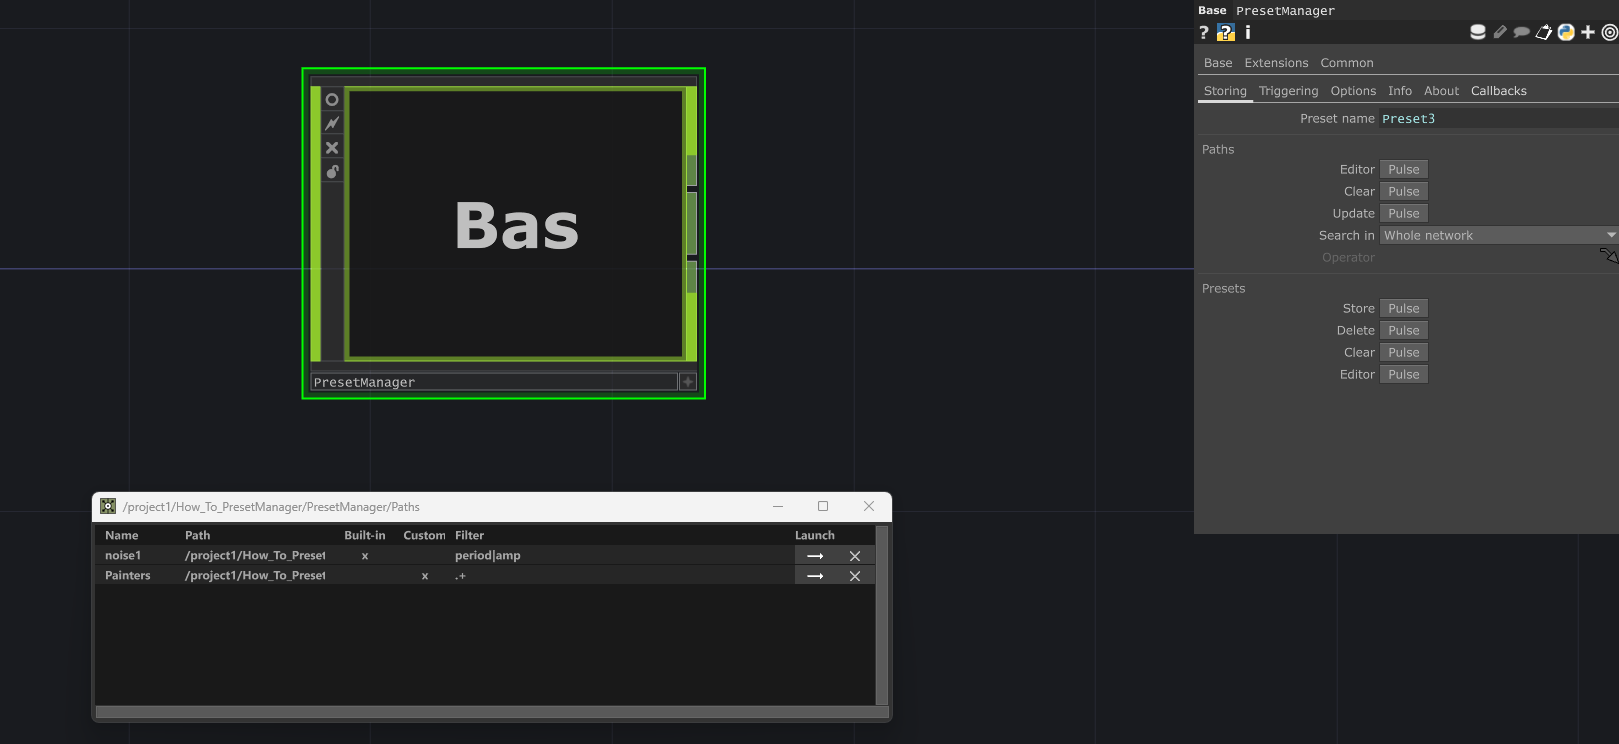 Base PresetManager
? ? i
Base Extensions Common
Storing Triggering Options Info About Callbacks
Preset name Preset3
Paths
Editor Pulse
Clear Pulse
Update Pulse
Search in Whole network
Operator
Presets
Store Pulse
Delete Pulse
Clear Pulse
Editor Pulse
Bas
PresetManager
/project1/How_To_PresetManager/PresetManager/Paths
Name Path Built-in Custom Filter Launch
noise1 /project1/How_To_Preset x period|amp
Painters /project1/How_To_Preset x .+